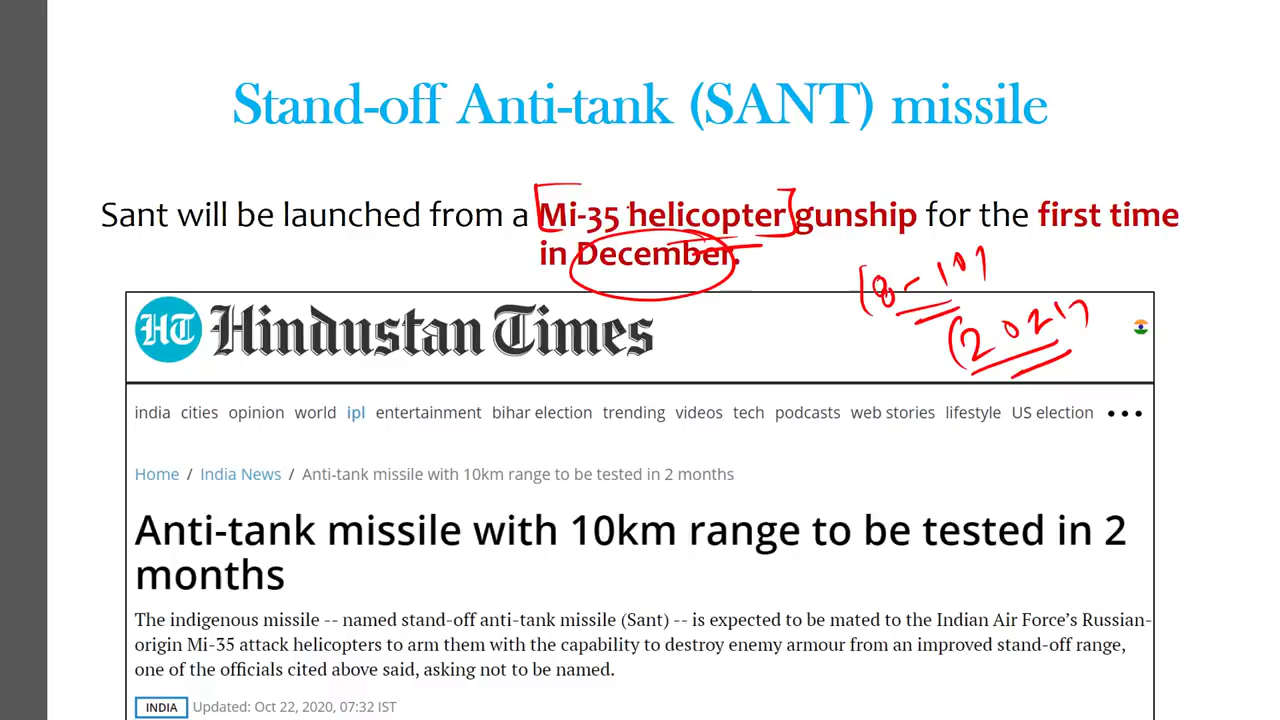 Stand-off Anti-tank (SANT) missile
Sant will be launched from a Mi-35 helicopter gunship for the first time
in December.
(8-10)
(2021)
HT Hindustan Times
india cities opinion world ipl entertainment bihar election trending videos tech podcasts web stories lifestyle US election •••
Home / India News / Anti-tank missile with 10km range to be tested in 2 months
Anti-tank missile with 10km range to be tested in 2
months
The indigenous missile -- named stand-off anti-tank missile (Sant) -- is expected to be mated to the Indian Air Force’s Russian-
origin Mi-35 attack helicopters to arm them with the capability to destroy enemy armour from an improved stand-off range,
one of the officials cited above said, asking not to be named.
INDIA Updated: Oct 22, 2020, 07:32 IST